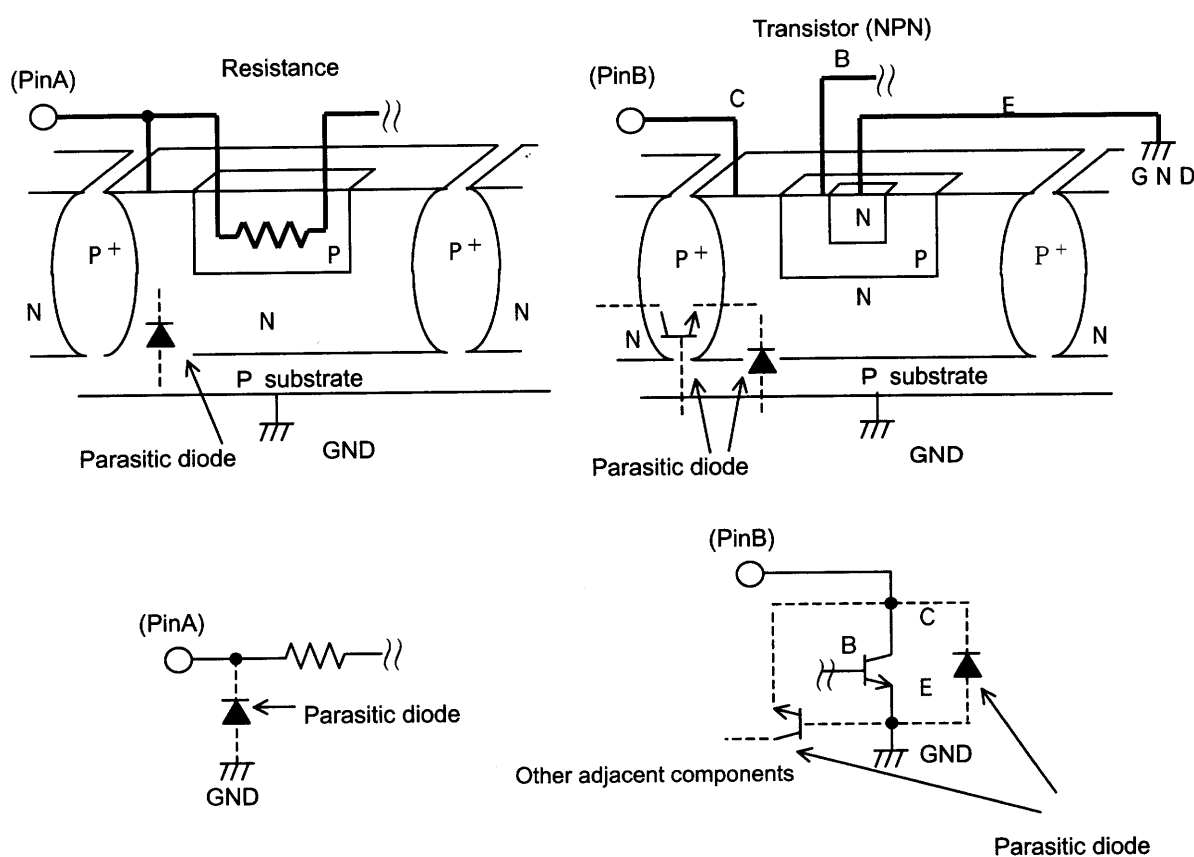 Resistance
(PinA)
P+
P+
P
N
N
N
P substrate
GND
Parasitic diode
Transistor (NPN)
B
(PinB)
C
E
G N D
N
P+
P+
P
N
N
N
P substrate
GND
Parasitic diode
(PinA)
Parasitic diode
GND
(PinB)
C
B
E
GND
Other adjacent components
Parasitic diode